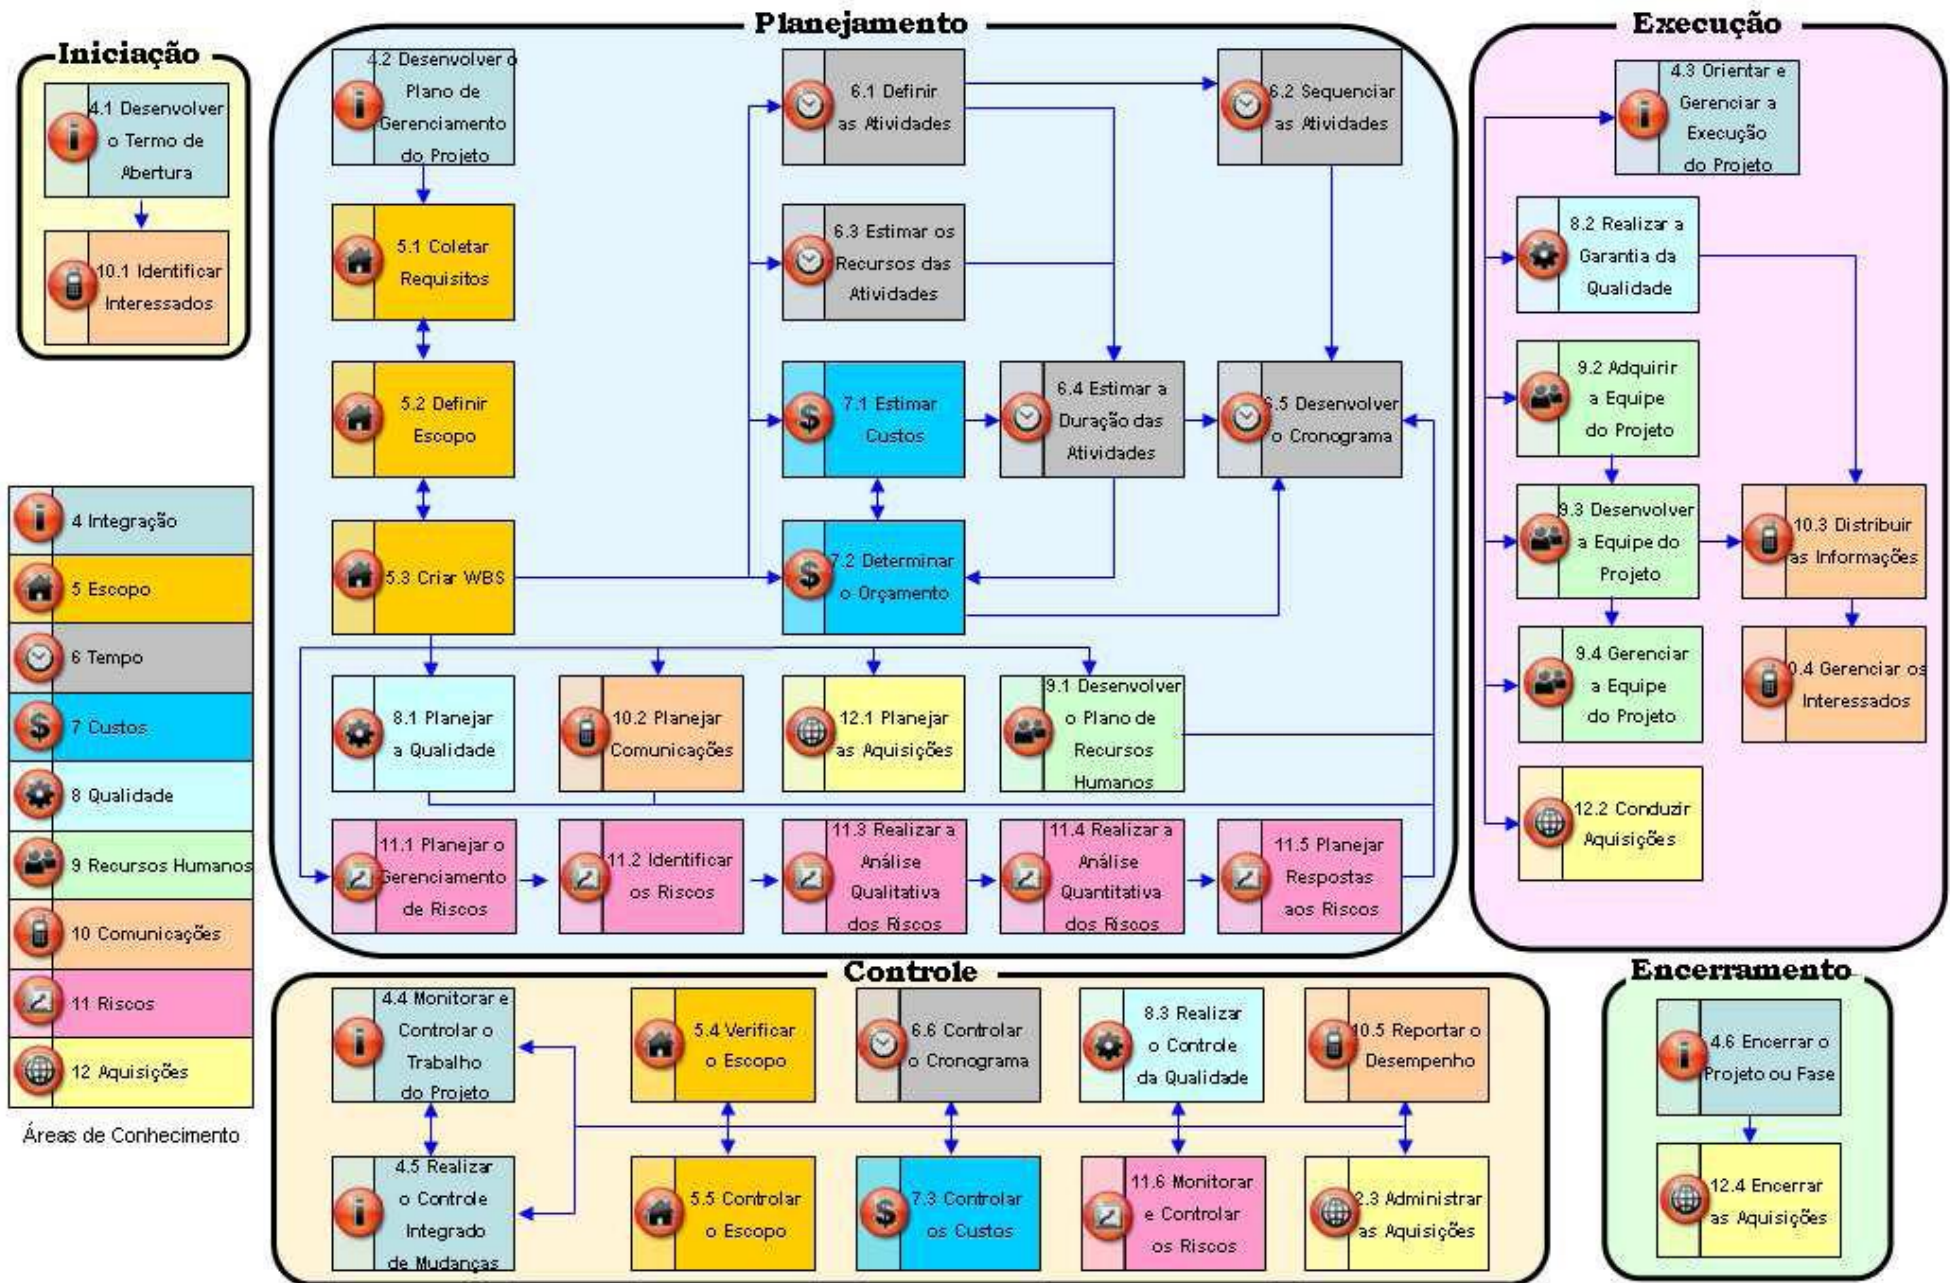 Iniciação
4.1 Desenvolver
o Termo de
Abertura
10.1 Identificar
Interessados
4 Integração
5 Escopo
6 Tempo
7 Custos
8 Qualidade
9 Recursos Humanos
10 Comunicações
11 Riscos
12 Aquisições
Áreas de Conhecimento
Planejamento
4.2 Desenvolver o
Plano de
Gerenciamento
do Projeto
6.1 Definir
as Atividades
6.2 Sequenciar
as Atividades
5.1 Coletar
Requisitos
6.3 Estimar os
Recursos das
Atividades
5.2 Definir
Escopo
7.1 Estimar
Custos
6.4 Estimar a
Duração das
Atividades
6.5 Desenvolver
o Cronograma
5.3 Criar WBS
7.2 Determinar
o Orçamento
8.1 Planejar
a Qualidade
10.2 Planejar
Comunicações
12.1 Planejar
as Aquisições
9.1 Desenvolver
o Plano de
Recursos
Humanos
11.1 Planejar o
Gerenciamento
de Riscos
11.2 Identificar
os Riscos
11.3 Realizar a
Análise
Qualitativa
dos Riscos
11.4 Realizar a
Análise
Quantitativa
dos Riscos
11.5 Planejar
Respostas
aos Riscos
Execução
4.3 Orientar e
Gerenciar a
Execução
do Projeto
8.2 Realizar a
Garantia da
Qualidade
9.2 Adquirir
a Equipe
do Projeto
9.3 Desenvolver
a Equipe do
Projeto
10.3 Distribuir
as Informações
9.4 Gerenciar
a Equipe
do Projeto
0.4 Gerenciar os
Interessados
12.2 Conduzir
Aquisições
Controle
4.4 Monitorar e
Controlar o
Trabalho
do Projeto
5.4 Verificar
o Escopo
6.6 Controlar
o Cronograma
8.3 Realizar
o Controle
da Qualidade
10.5 Reportar o
Desempenho
4.5 Realizar
o Controle
Integrado
de Mudanças
5.5 Controlar
o Escopo
7.3 Controlar
os Custos
11.6 Monitorar
e Controlar
os Riscos
2.3 Administrar
as Aquisições
Encerramento
4.6 Encerrar o
Projeto ou Fase
12.4 Encerrar
as Aquisições